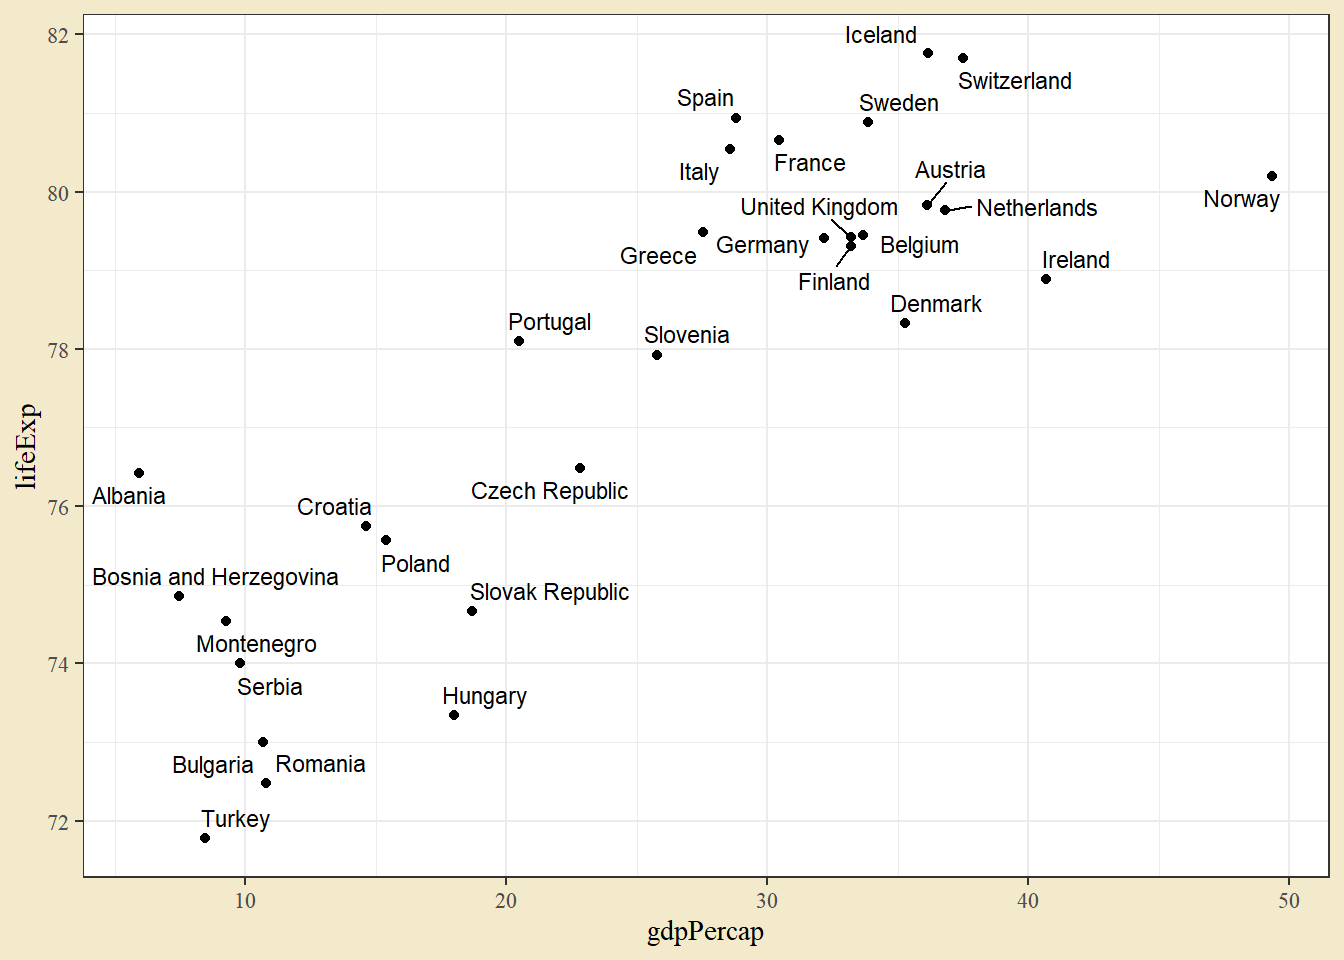 82
Iceland
Switzerland
Spain
Sweden
France
Italy
Austria
80
Norway
United Kingdom
Netherlands
Greece
Germany
Belgium
Ireland
Finland
Denmark
Portugal
Slovenia
78
lifeExp
Albania
Czech Republic
76
Croatia
Poland
Bosnia and Herzegovina
Slovak Republic
Montenegro
74
Serbia
Hungary
Bulgaria
Romania
72
Turkey
10
20
30
40
50
gdpPercap